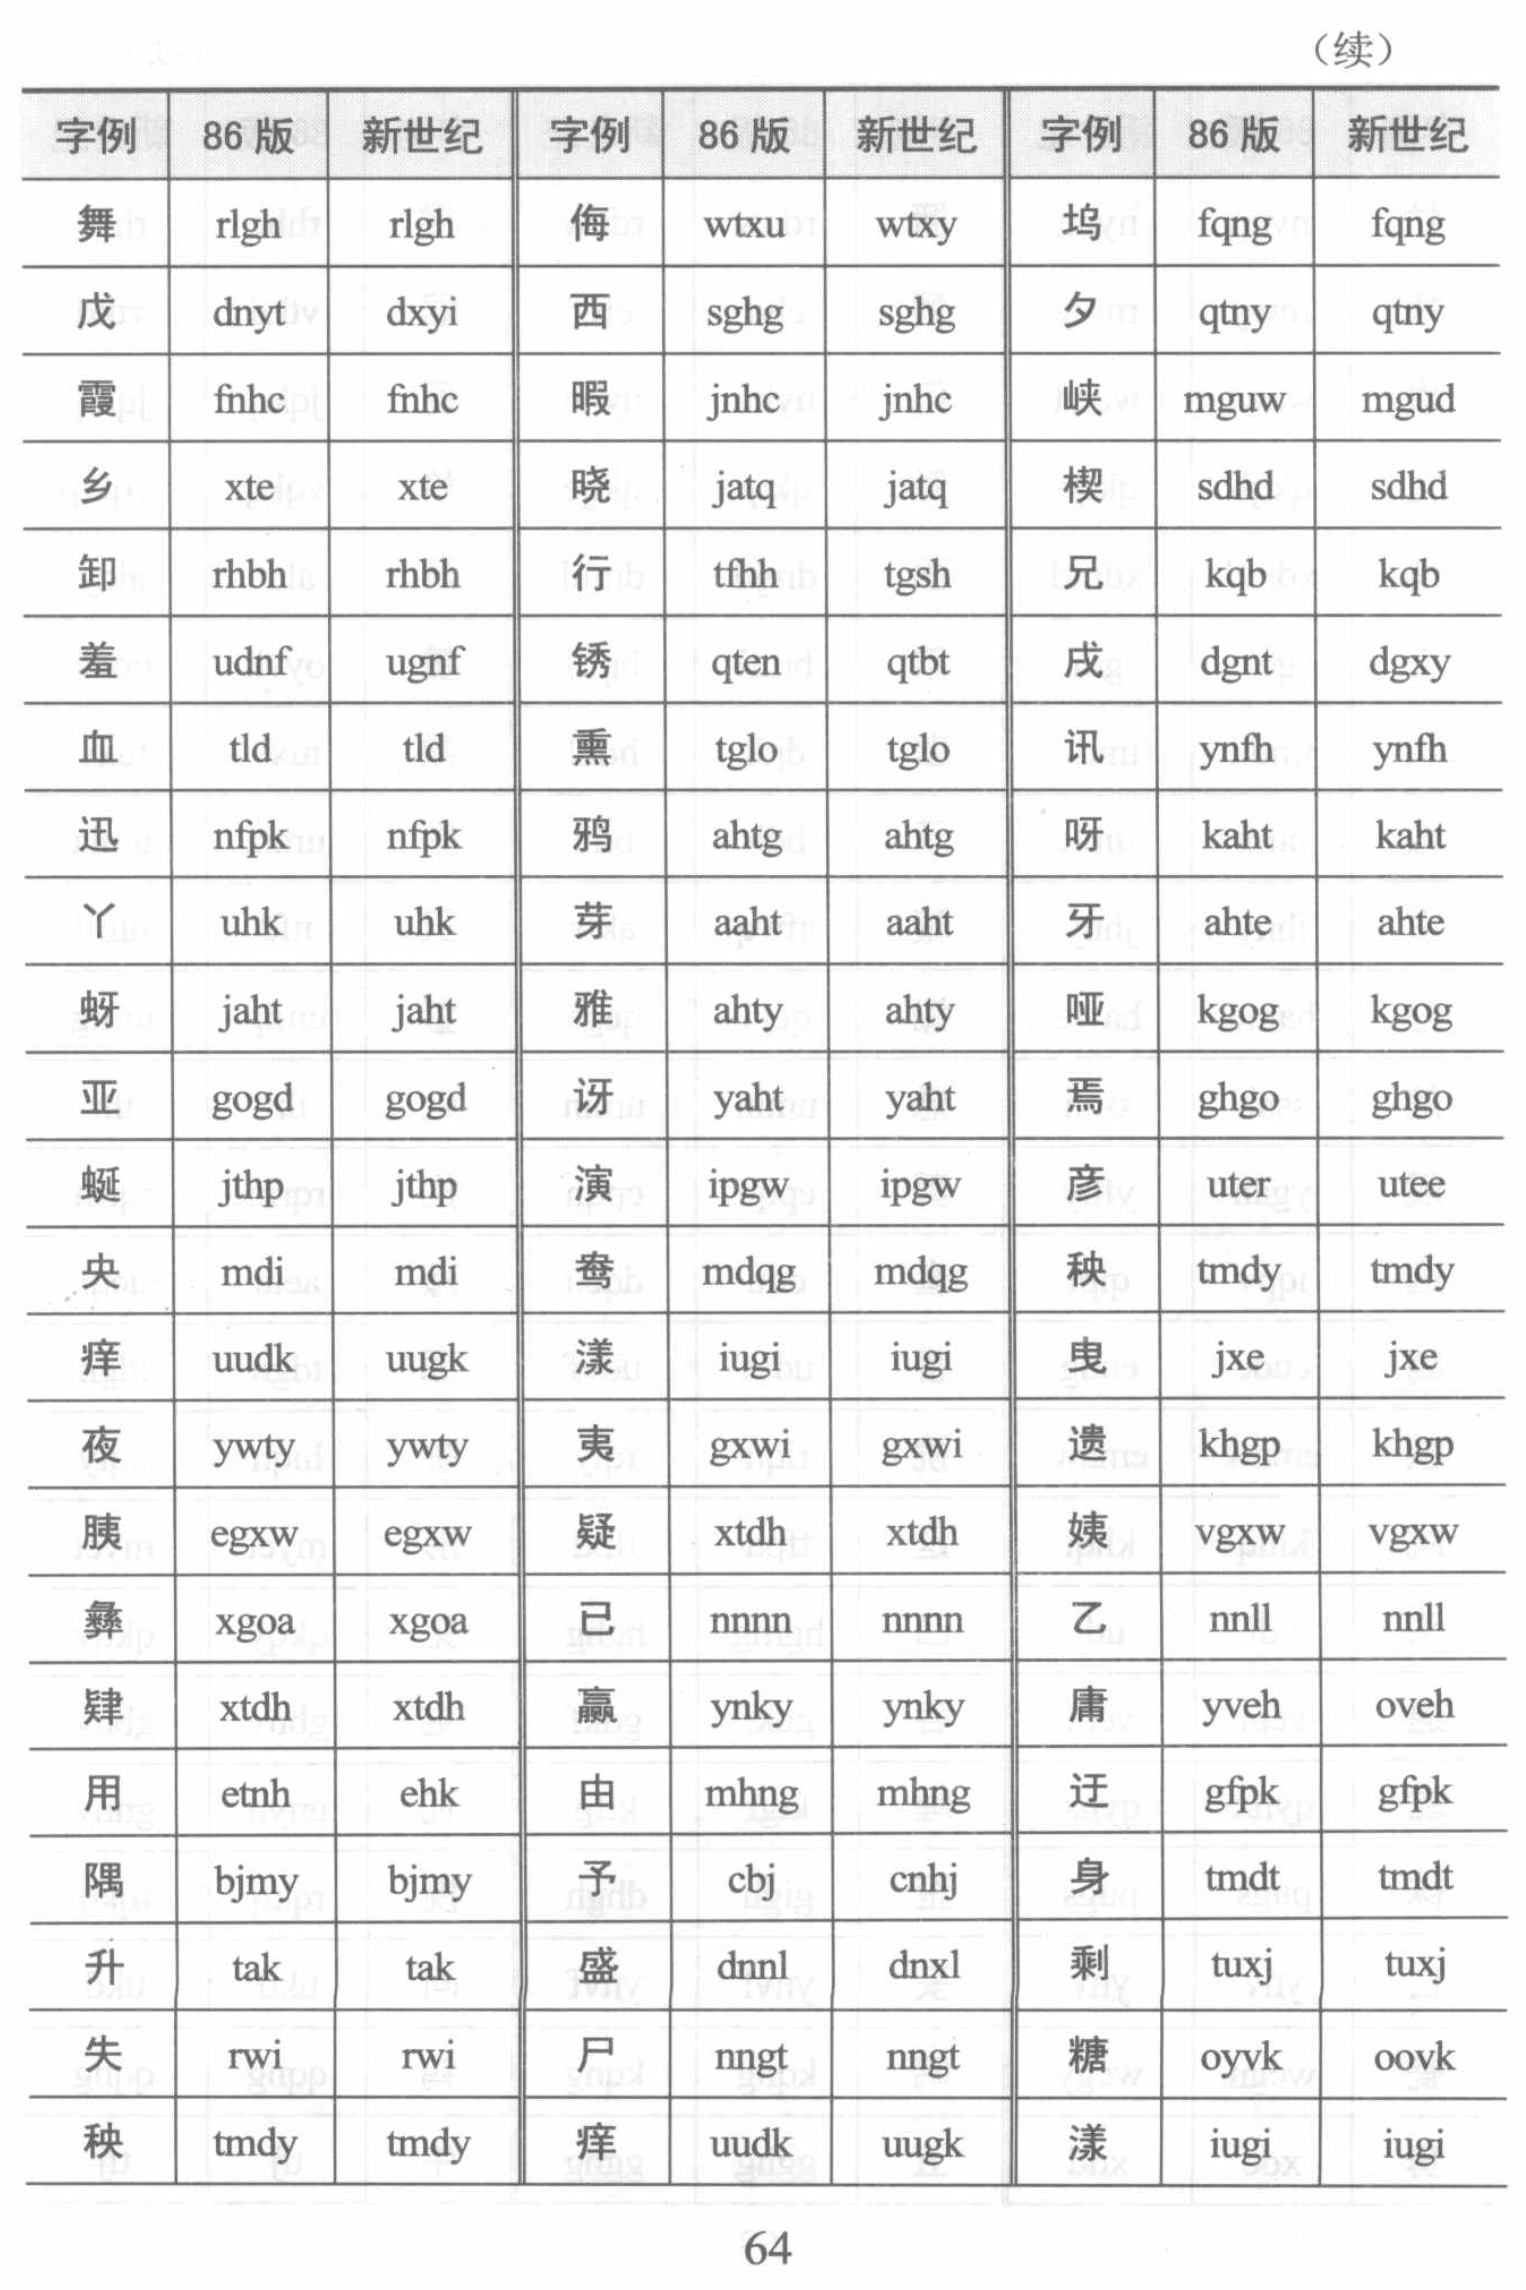 （续）
字例 86版 新世纪 字例 86版 新世纪 字例 86版 新世纪
舞 rlgh rlgh 侮 wtxu wtxy 坞 fqng fqng
戊 dnyt dxyi 西 sghg sghg 夕 qtny qtny
霞 fnhc fnhc 暇 jnhc jnhc 峡 mguw mgud
乡 xte xte 晓 jatq jatq 楔 sdhd sdhd
卸 rhbh rhbh 行 tfhh tgsh 兄 kqb kqb
羞 udnf ugnf 锈 qten qtbt 戌 dgnt dgxy
血 tld tld 熏 tglo tglo 讯 ynfh ynfh
迅 nfpk nfpk 鸦 ahtg ahtg 呀 kaht kaht
丫 uhk uhk 芽 aaht aaht 牙 ahte ahte
蚜 jaht jaht 雅 ahty ahty 哑 kgog kgog
亚 gogd gogd 讶 yaht yaht 焉 ghgo ghgo
蜒 jthp jthp 演 ipgw ipgw 彦 uter utee
央 mdi mdi 鸯 mdqg mdqg 秧 tmdy tmdy
痒 uudk uugk 漾 iugi iugi 曳 jxe jxe
夜 ywty ywty 夷 gxwi gxwi 遗 khgp khgp
胰 egxw egxw 疑 xtdh xtdh 姨 vgxw vgxw
彝 xgoa xgoa 已 nnnn nnnn 乙 nnll nnll
肄 xtdh xtdh 赢 ynky ynky 庸 yveh oveh
用 etnh ehk 由 mhng mhng 迂 gfpk gfpk
隅 bjmy bjmy 予 cbj cnhj 身 tmdt tmdt
升 tak tak 盛 dnnl dnxl 剩 tuxj tuxj
失 rwi rwi 尸 nngt nngt 糖 oyvk oovk
秧 tmdy tmdy 痒 uudk uugk 漾 iugi iugi
64